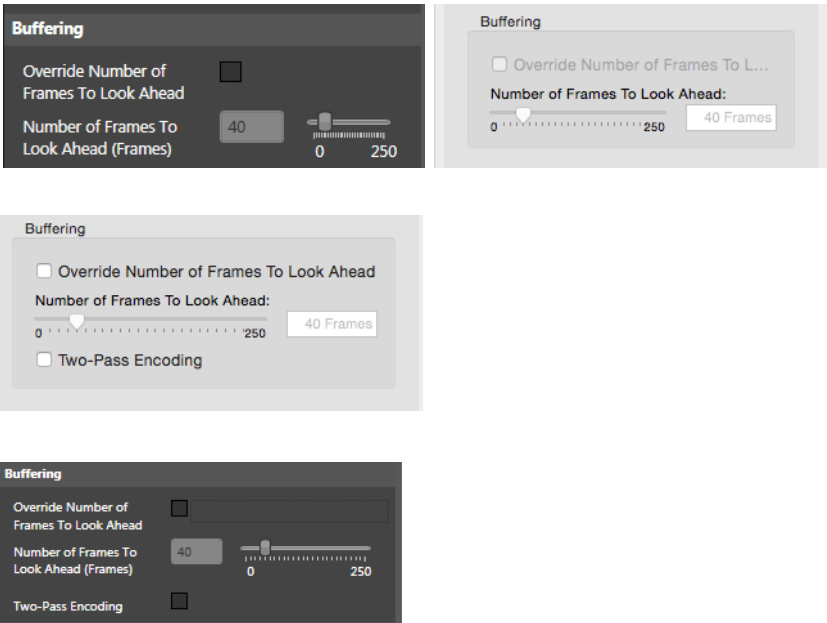 Buffering
Override Number of
Frames To Look Ahead
Number of Frames To
Look Ahead (Frames)
40
0 250
Buffering
Override Number of Frames To L...
Number of Frames To Look Ahead:
0 250
40 Frames
Buffering
Override Number of Frames To Look Ahead
Number of Frames To Look Ahead:
0 250
40 Frames
Two-Pass Encoding
Buffering
Override Number of
Frames To Look Ahead
Number of Frames To
Look Ahead (Frames)
40
0 250
Two-Pass Encoding